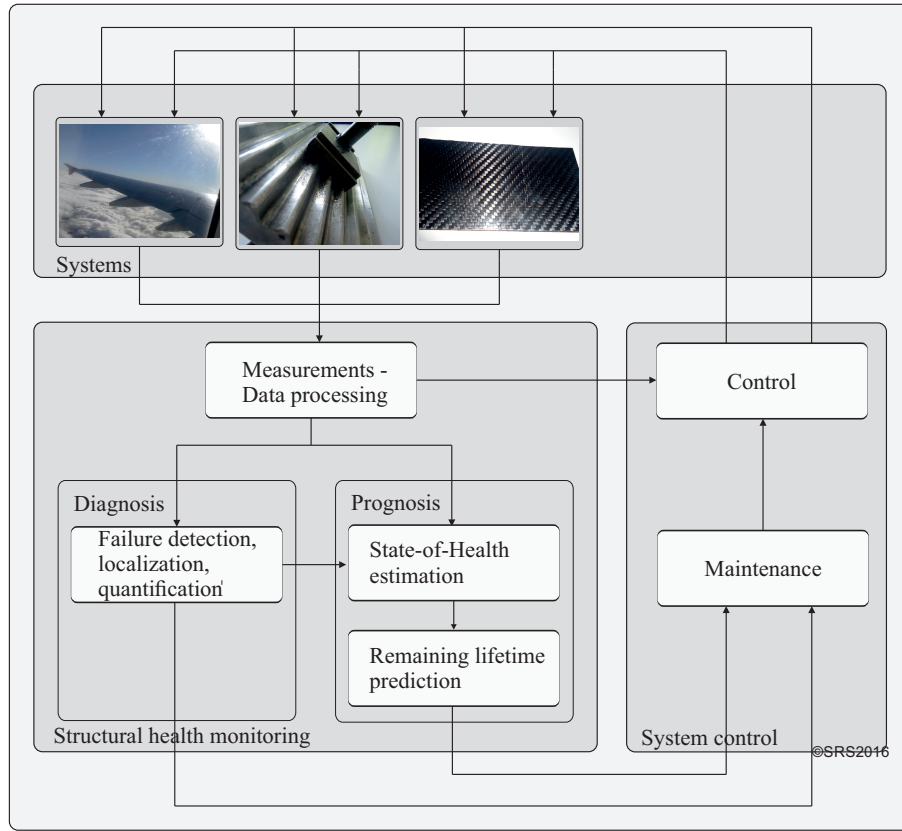 Systems
Measurements -
Data processing
Control
Diagnosis
Prognosis
Failure detection,
localization,
quantification
State-of-Health
estimation
Maintenance
Remaining lifetime
prediction
Structural health monitoring
System control
©SRS2016